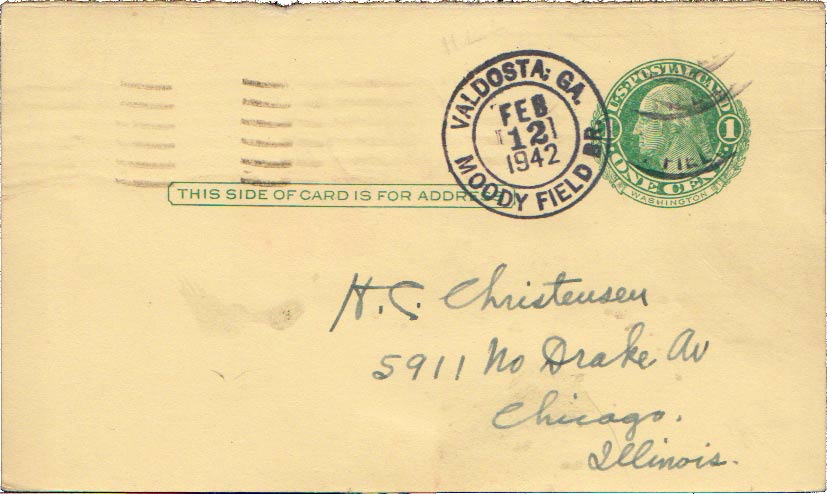 VALDOSTA, GA.
FEB
12
1942
MOODY FIELD BR.
U.S. POSTAL CARD
1 1
ONE CENT
WASHINGTON
THIS SIDE OF CARD IS FOR ADDRESS
H. C. Christensen
5911 No Drake Av
Chicago.
Illinois.